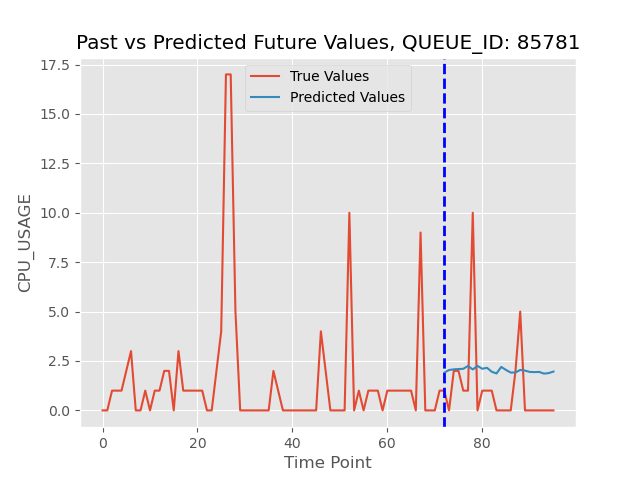 Past vs Predicted Future Values, QUEUE_ID: 85781
True Values
Predicted Values
CPU_USAGE
17.5
15.0
12.5
10.0
7.5
5.0
2.5
0.0
0
20
40
60
80
Time Point